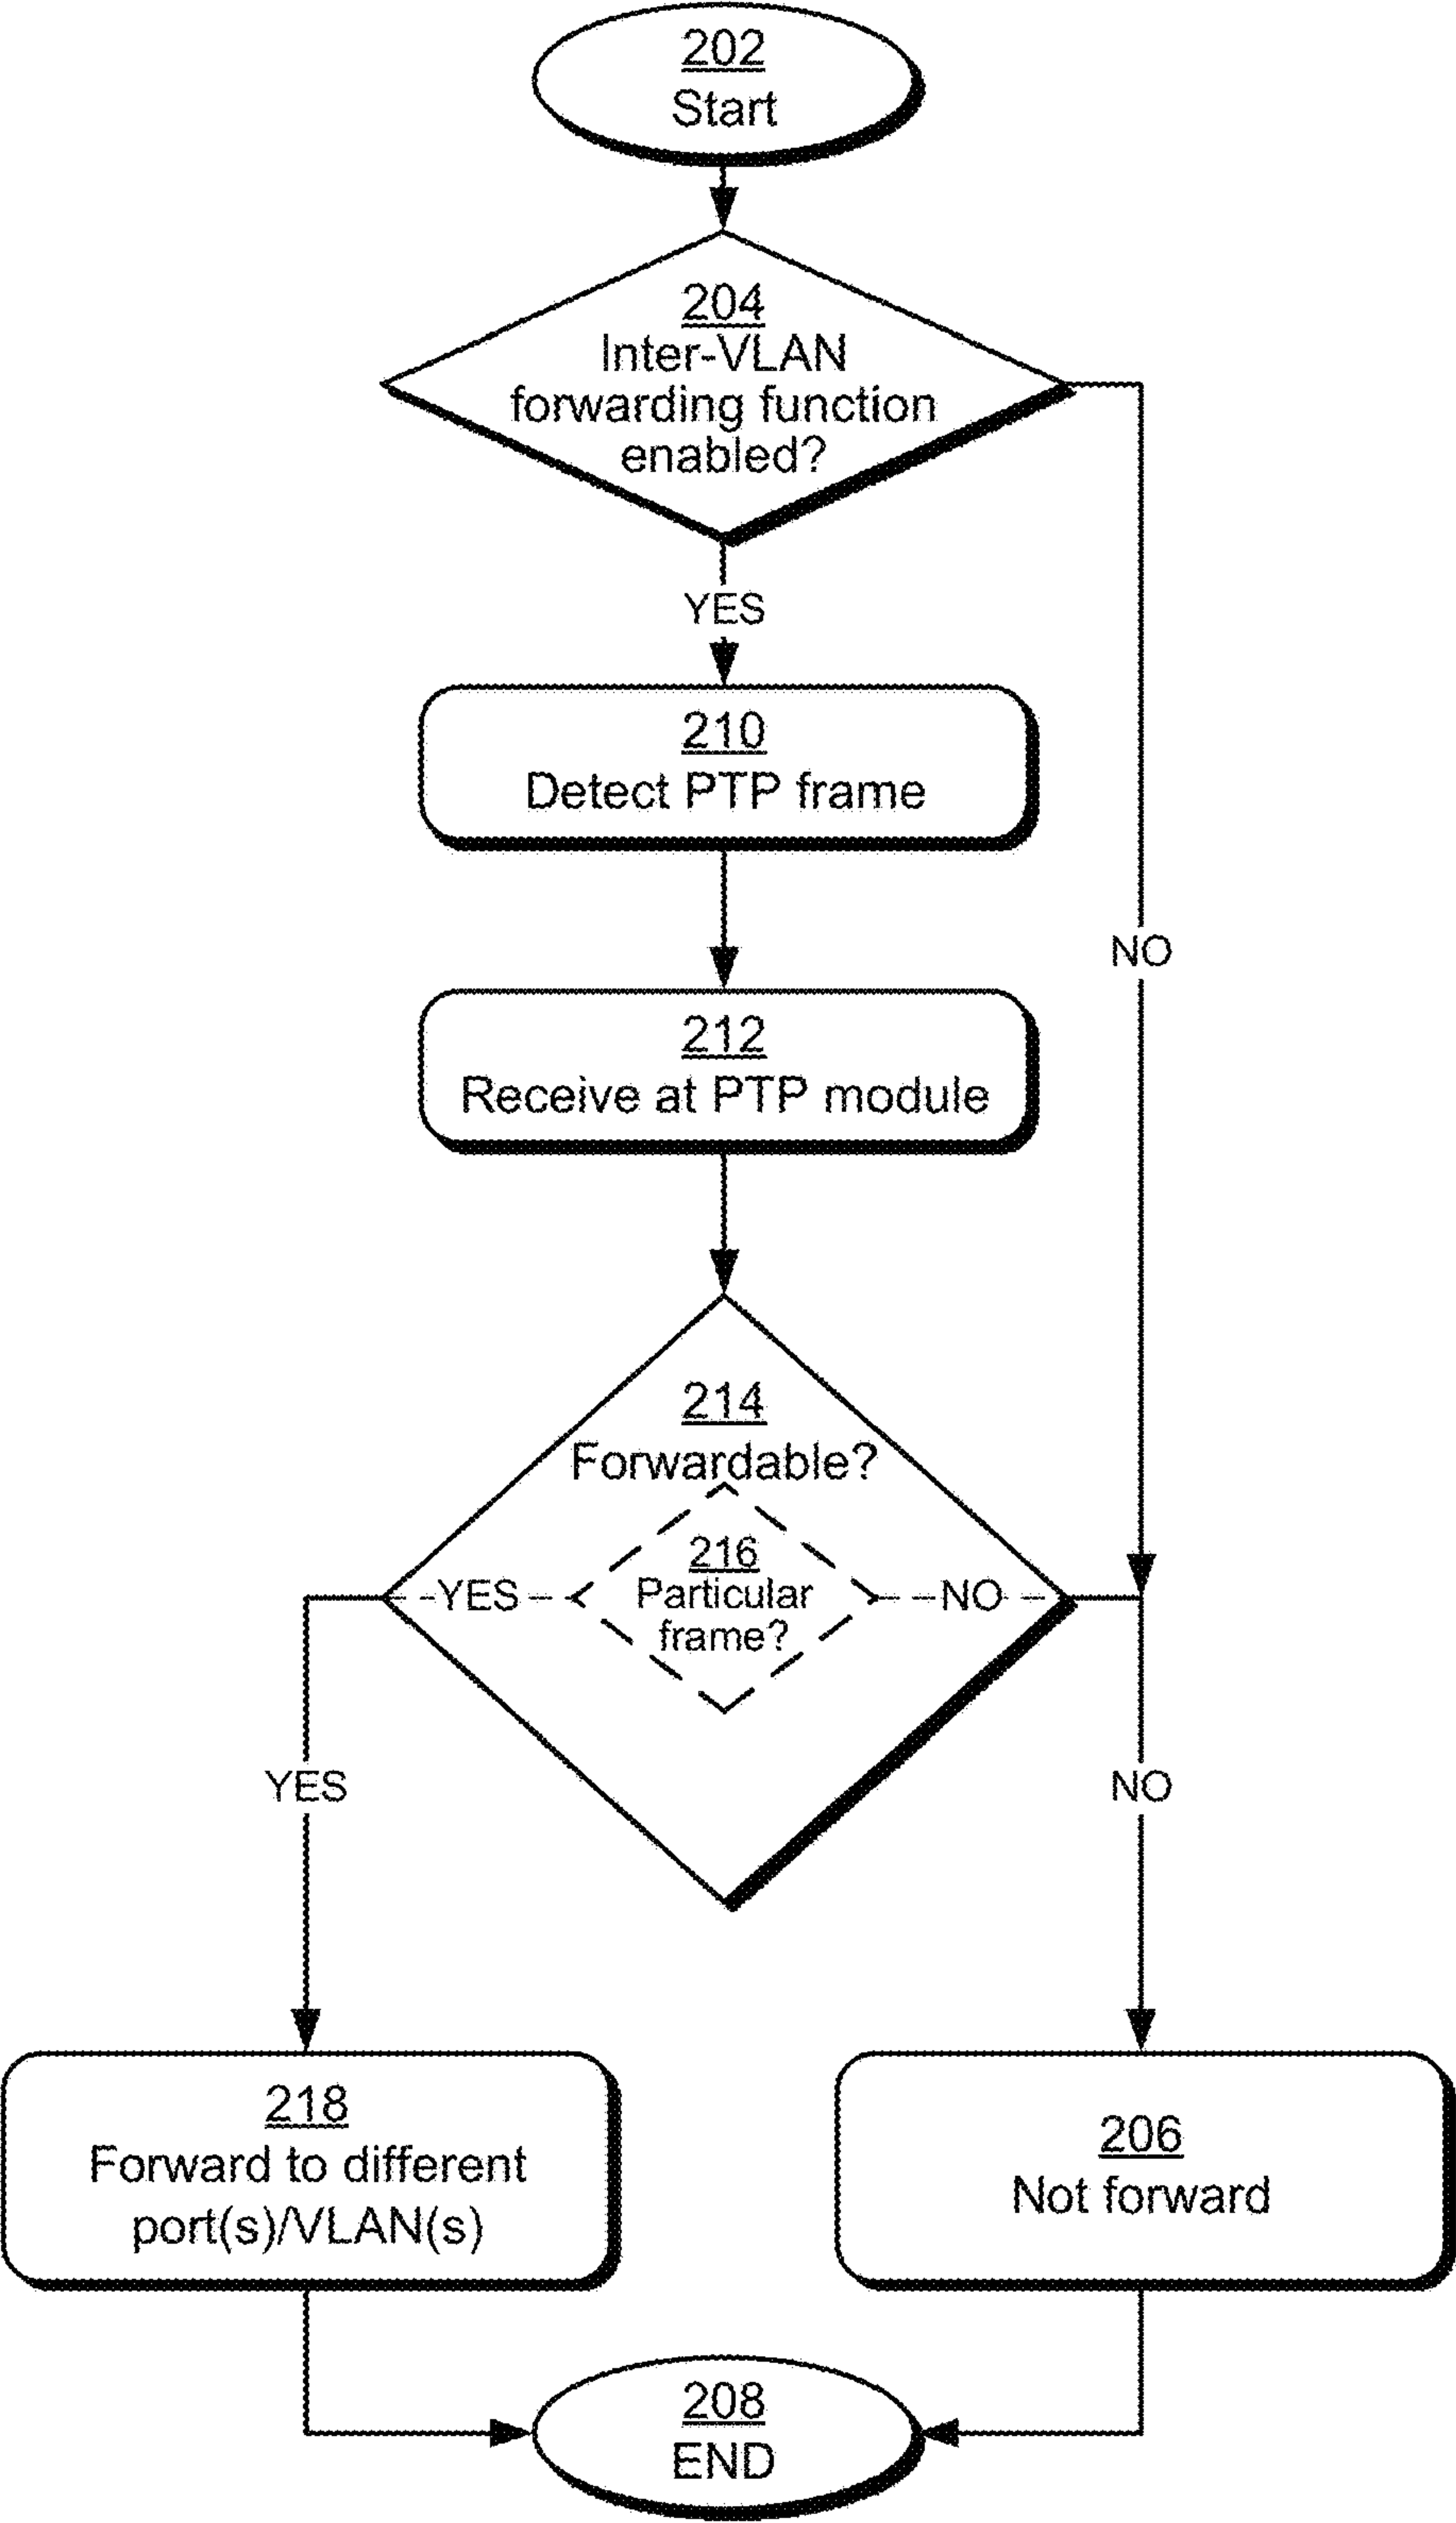 202
Start
204
Inter-VLAN
forwarding function
enabled?
YES
210
Detect PTP frame
NO
212
Receive at PTP module
214
Forwardable?
216
Particular
frame?
YES
NO
YES
NO
218
Forward to different
port(s)/VLAN(s)
206
Not forward
208
END